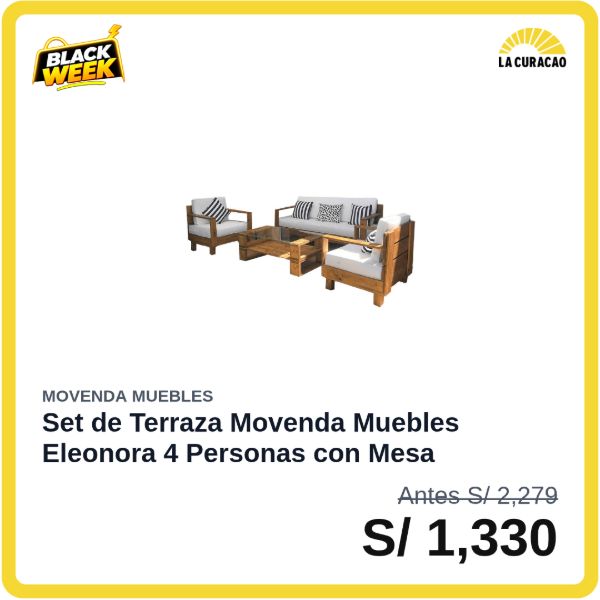 BLACK
WEEK
LA CURACAO
MOVENDA MUEBLES
Set de Terraza Movenda Muebles
Eleonora 4 Personas con Mesa
Antes S/ 2,279
S/ 1,330